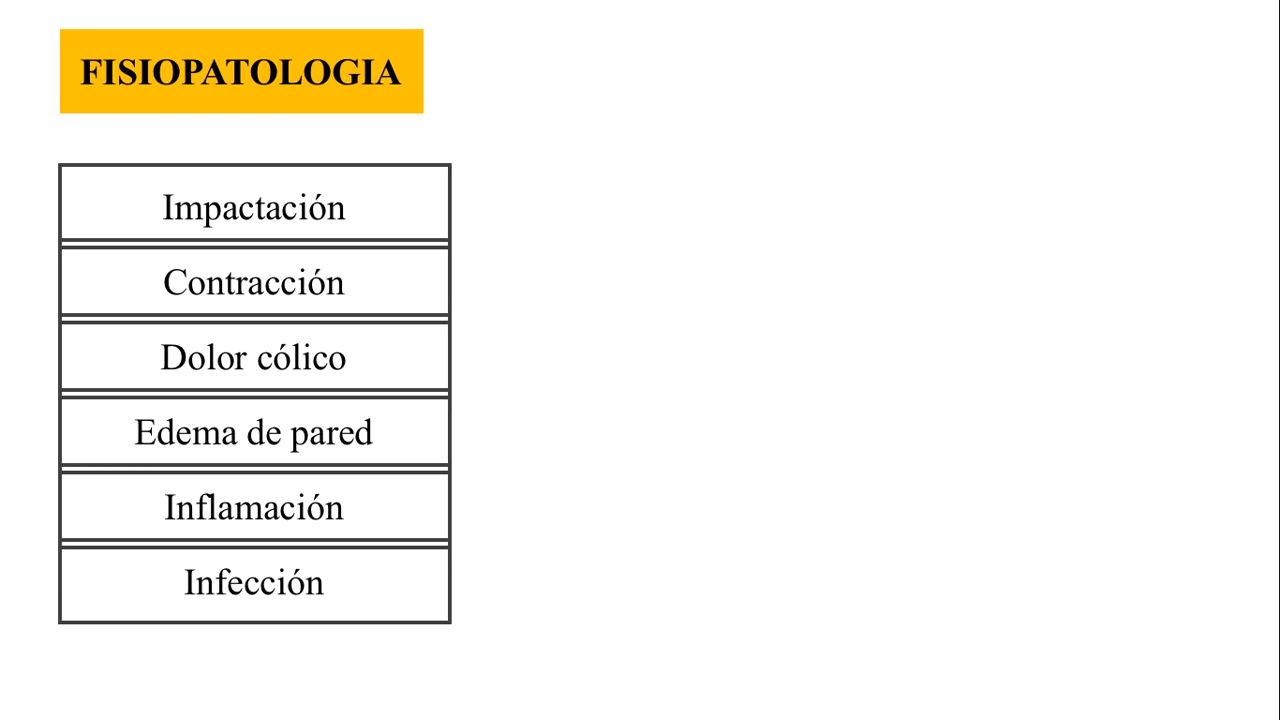 FISIOPATOLOGIA
Impactación
Contracción
Dolor cólico
Edema de pared
Inflamación
Infección